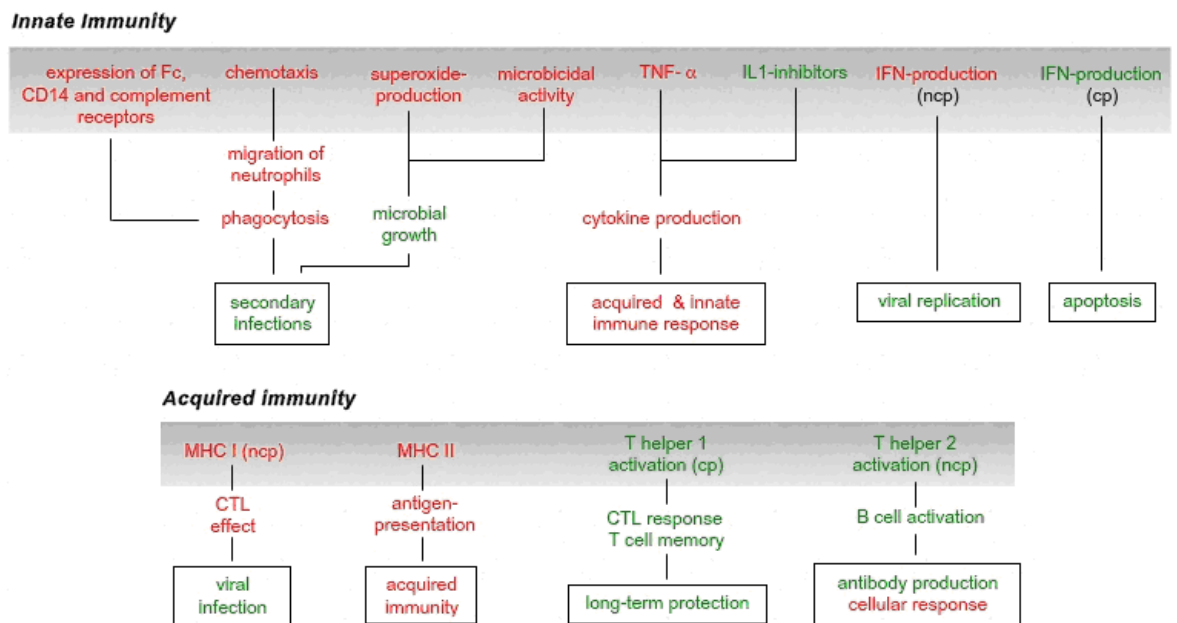 Innate Immunity
expression of Fc,
CD14 and complement
receptors
chemotaxis
superoxide-
production
microbicidal
activity
TNF- α
IL1-inhibitors
IFN-production
(ncp)
IFN-production
(cp)
migration of
neutrophils
phagocytosis
microbial
growth
cytokine production
secondary
infections
acquired & innate
immune response
viral replication
apoptosis
Acquired immunity
MHC I (ncp)
MHC II
T helper 1
activation (cp)
T helper 2
activation (ncp)
CTL
effect
antigen-
presentation
CTL response
T cell memory
B cell activation
viral
infection
acquired
immunity
long-term protection
antibody production
cellular response